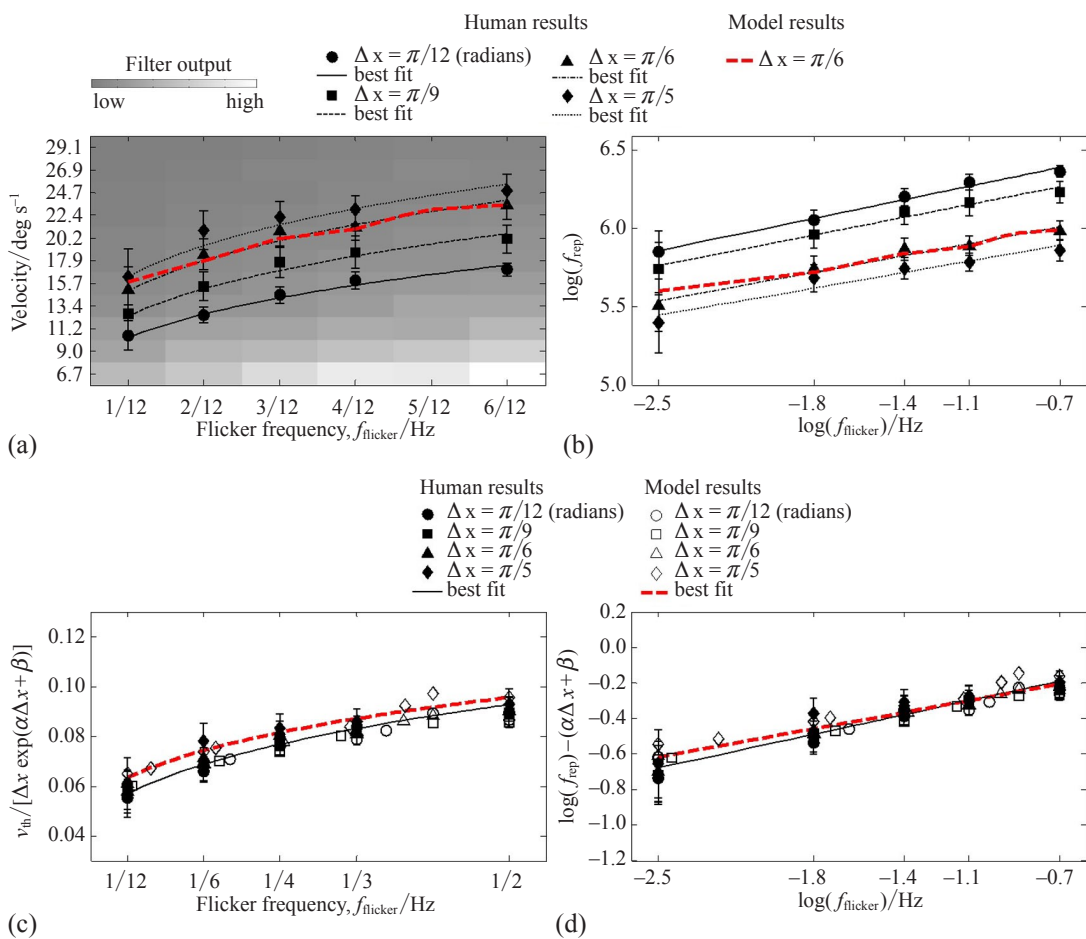 Human results
Model results
Filter output
low high
Δ x = π/12 (radians)
best fit
Δ x = π/9
best fit
Δ x = π/6
best fit
Δ x = π/5
best fit
Δ x = π/6
Velocity/deg s⁻¹
29.1
26.9
24.7
22.4
20.2
17.9
15.7
13.4
11.2
9.0
6.7
1/12 2/12 3/12 4/12 5/12 6/12
Flicker frequency, f_flicker/Hz
(a)
log(f_rep)
6.5
6.0
5.5
5.0
−2.5 −1.8 −1.4 −1.1 −0.7
log(f_flicker)/Hz
(b)
Human results
Δ x = π/12 (radians)
Δ x = π/9
Δ x = π/6
Δ x = π/5
best fit
Model results
Δ x = π/12 (radians)
Δ x = π/9
Δ x = π/6
Δ x = π/5
best fit
v_th/[Δx exp(αΔx+β)]
0.12
0.10
0.08
0.06
0.04
1/12 1/6 1/4 1/3 1/2
Flicker frequency, f_flicker/Hz
(c)
log(f_rep)−(αΔx+β)
0.2
0.0
−0.2
−0.4
−0.6
−0.8
−1.0
−1.2
−2.5 −1.8 −1.4 −1.1 −0.7
log(f_flicker)/Hz
(d)